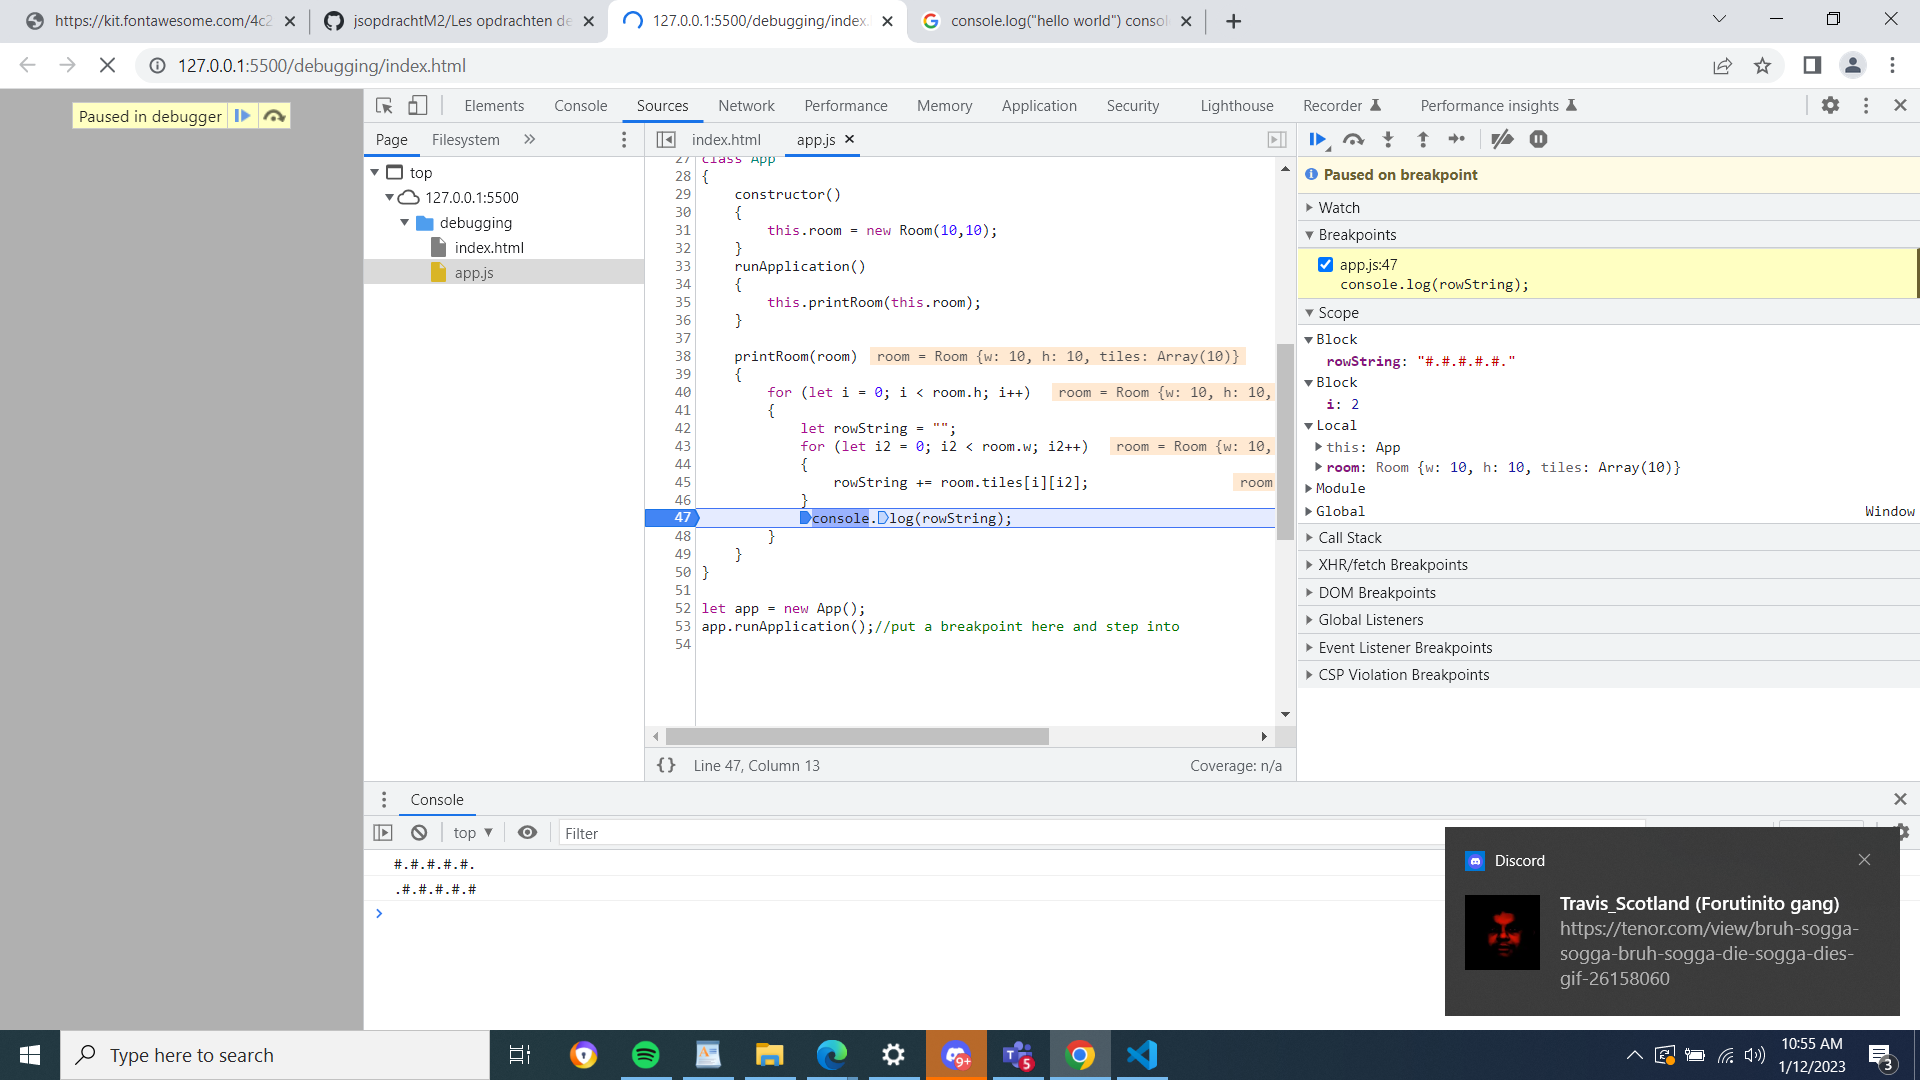 https://kit.fontawesome.com/4c2
jsopdrachtM2/Les opdrachten de
127.0.0.1:5500/debugging/index.
console.log("hello world") conso
127.0.0.1:5500/debugging/index.html
Paused in debugger
Elements
Console
Sources
Network
Performance
Memory
Application
Security
Lighthouse
Recorder
Performance insights
Page
Filesystem
index.html
app.js
top
127.0.0.1:5500
debugging
index.html
app.js
27 class App
28 {
29 constructor()
30 {
31 this.room = new Room(10,10);
32 }
33 runApplication()
34 {
35 this.printRoom(this.room);
36 }
37
38 printRoom(room) room = Room {w: 10, h: 10, tiles: Array(10)}
39 {
40 for (let i = 0; i < room.h; i++) room = Room {w: 10, h: 10,
41 {
42 let rowString = "";
43 for (let i2 = 0; i2 < room.w; i2++) room = Room {w: 10,
44 {
45 rowString += room.tiles[i][i2]; room
46 }
47 console.log(rowString);
48 }
49 }
50 }
51
52 let app = new App();
53 app.runApplication();//put a breakpoint here and step into
54
{} Line 47, Column 13
Coverage: n/a
Paused on breakpoint
Watch
Breakpoints
app.js:47
console.log(rowString);
Scope
Block
rowString: "#.#.#.#.#."
Block
i: 2
Local
this: App
room: Room {w: 10, h: 10, tiles: Array(10)}
Module
Global
Window
Call Stack
XHR/fetch Breakpoints
DOM Breakpoints
Global Listeners
Event Listener Breakpoints
CSP Violation Breakpoints
Console
top
Filter
#.#.#.#.#.
.#.#.#.#.#
Discord
Travis_Scotland (Forutinito gang)
https://tenor.com/view/bruh-sogga-
sogga-bruh-sogga-die-sogga-dies-
gif-26158060
Type here to search
9+
5
10:55 AM
1/12/2023
3